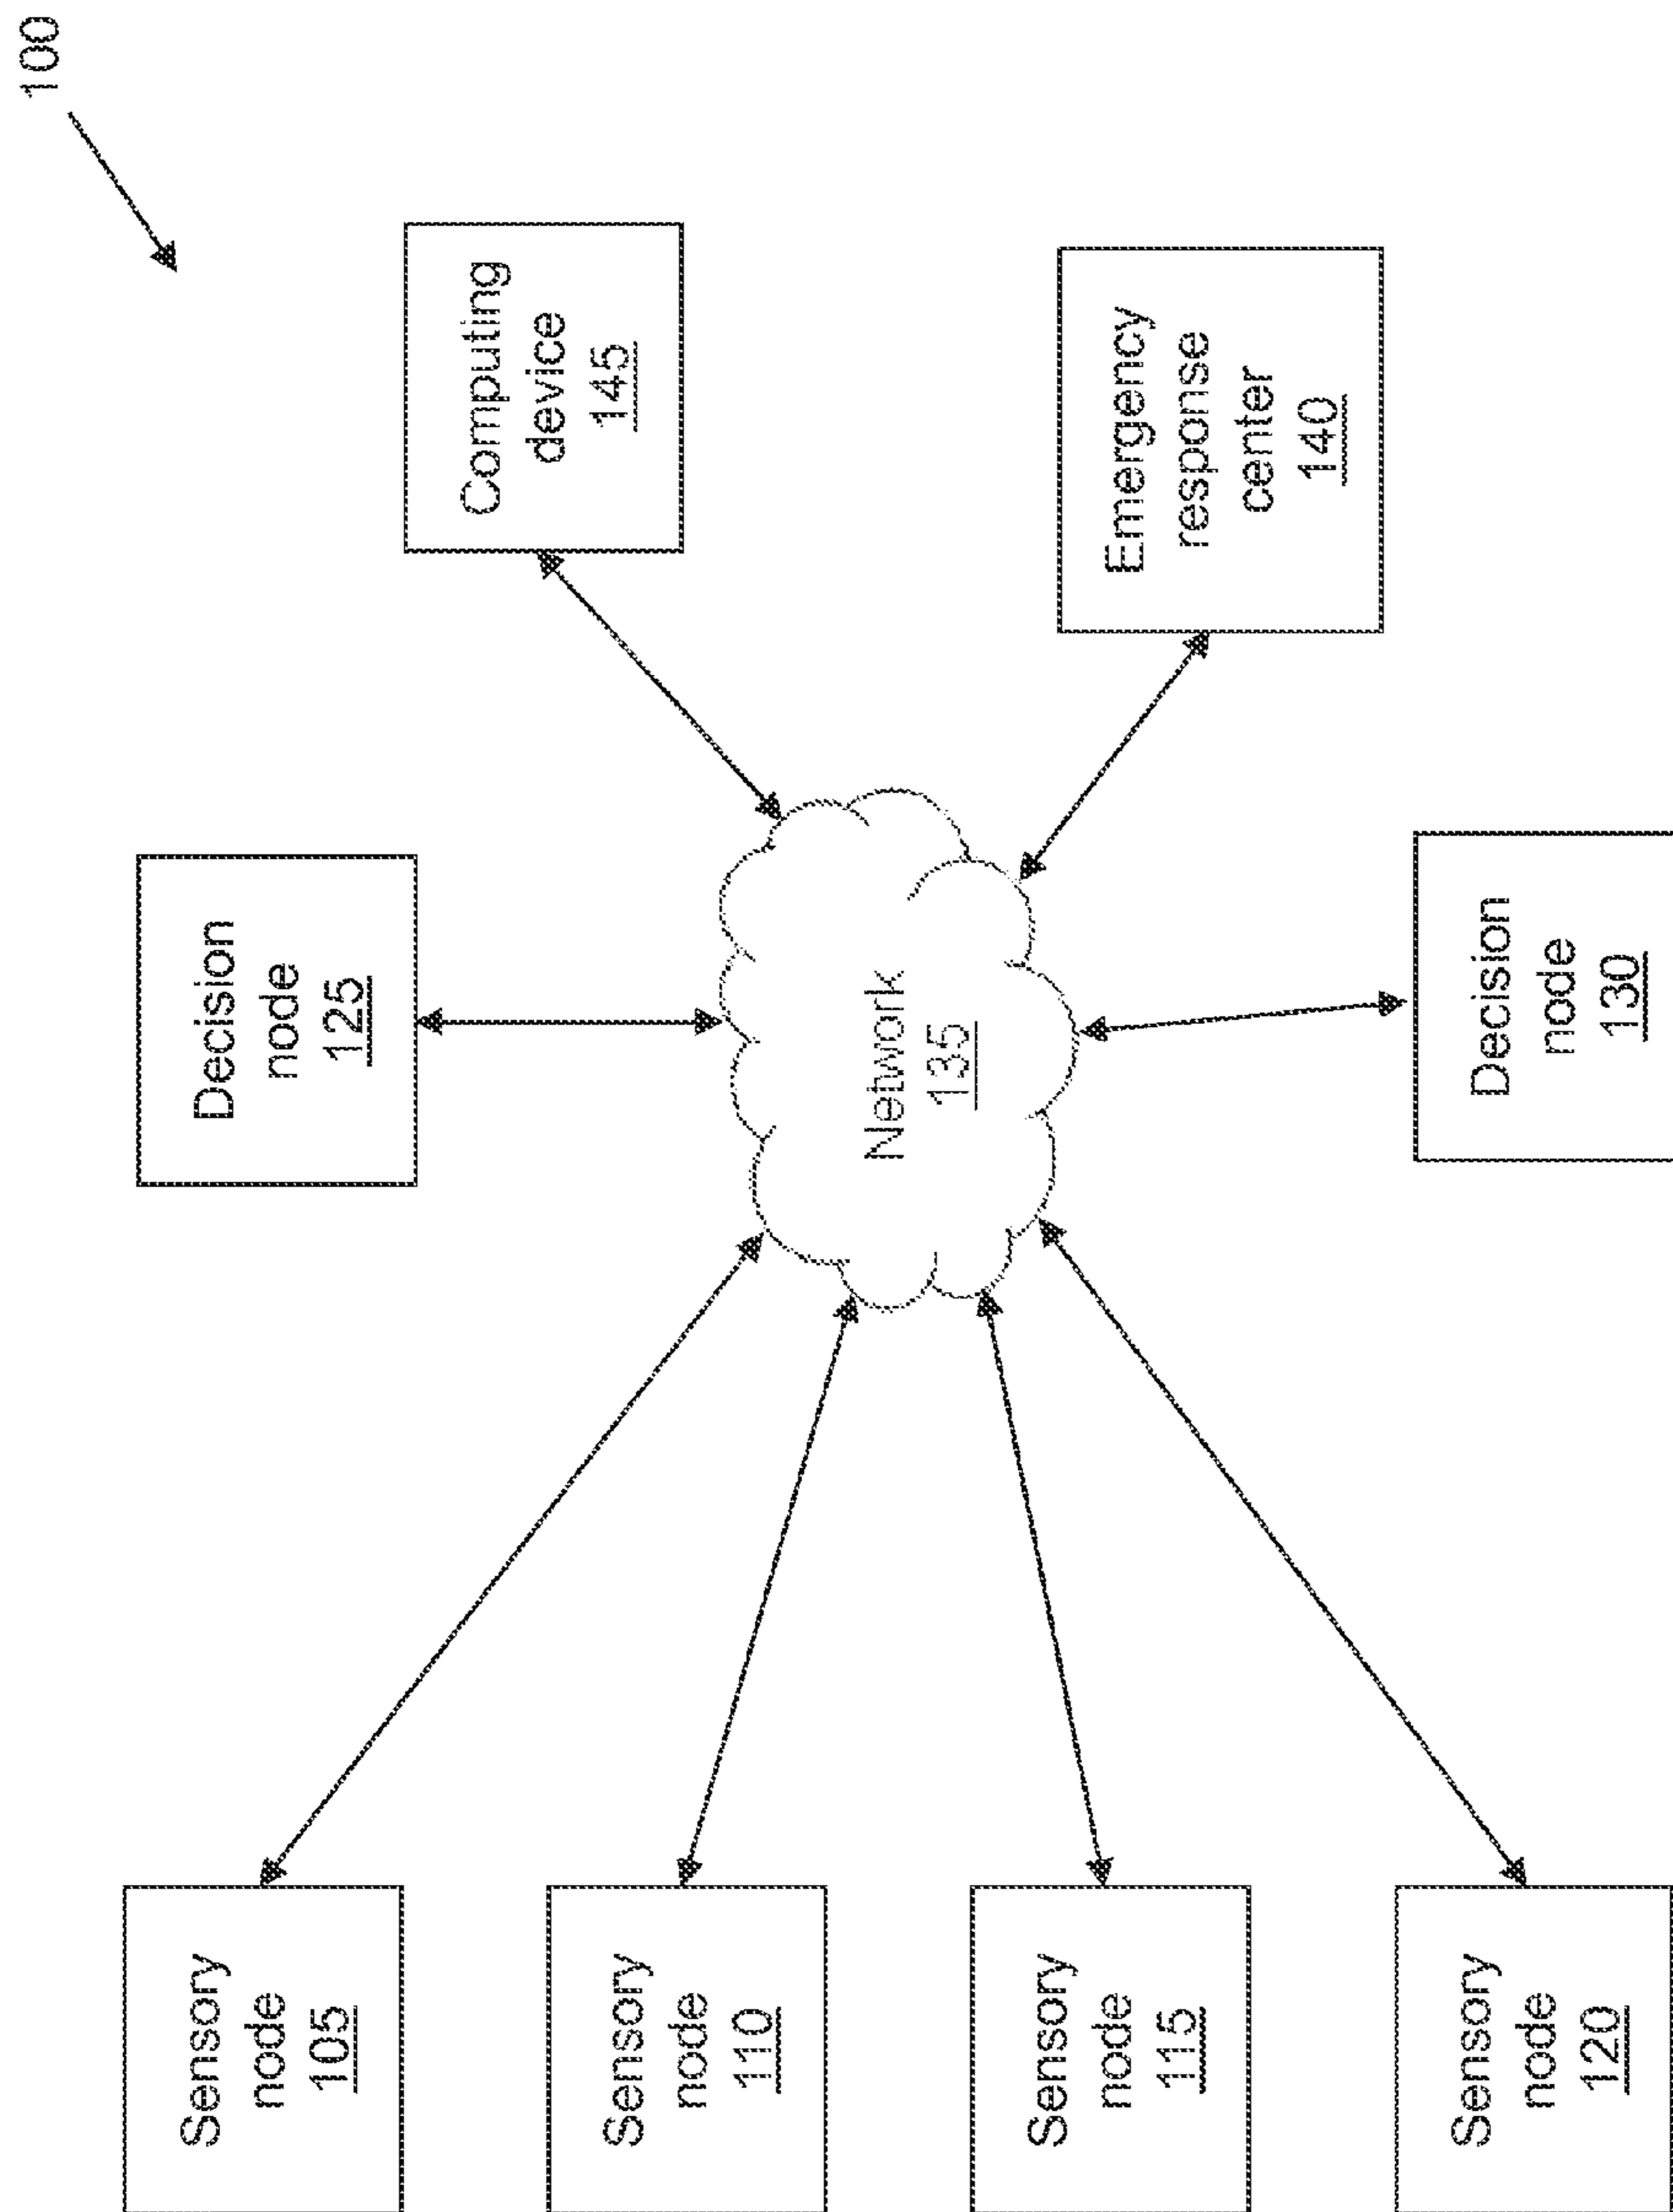 100
Sensory
node
105
Sensory
node
110
Sensory
node
115
Sensory
node
120
Decision
node
125
Network
135
Decision
node
130
Computing
device
145
Emergency
response
center
140